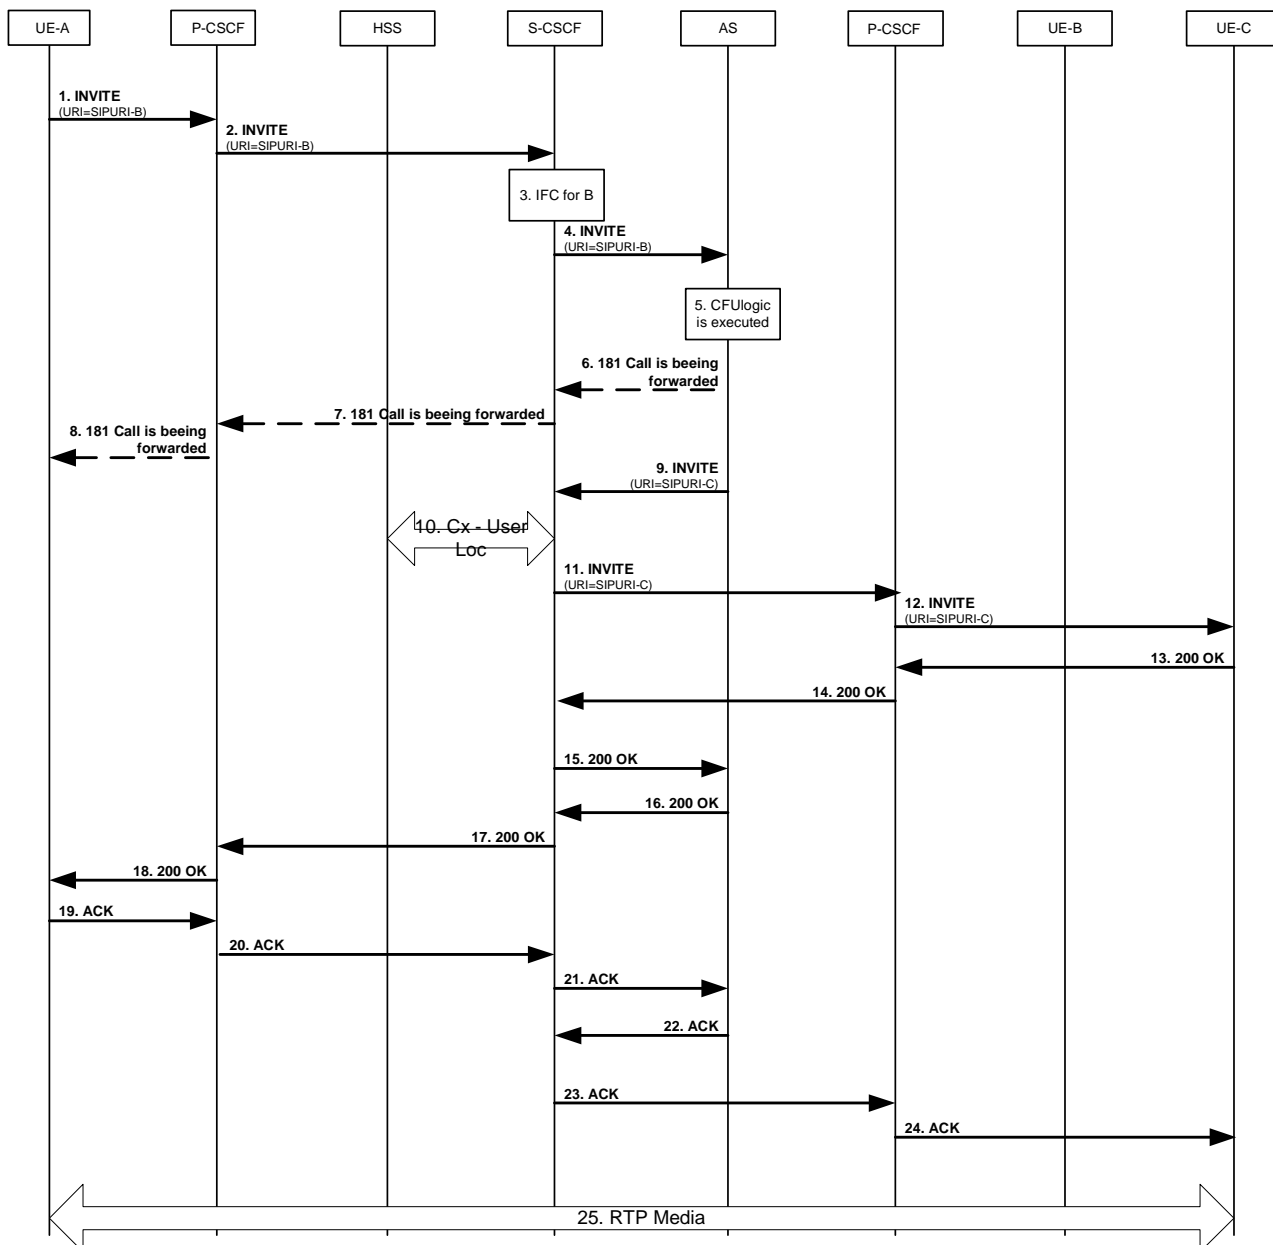 UE-A
P-CSCF
HSS
S-CSCF
AS
P-CSCF
UE-B
UE-C
1. INVITE
(URI=SIPURI-B)
2. INVITE
(URI=SIPURI-B)
3. IFC for B
4. INVITE
(URI=SIPURI-B)
5. CFUlogic
is executed
6. 181 Call is beeing
forwarded
7. 181 Call is beeing forwarded
8. 181 Call is beeing
forwarded
9. INVITE
(URI=SIPURI-C)
10. Cx - User
Loc
11. INVITE
(URI=SIPURI-C)
12. INVITE
(URI=SIPURI-C)
13. 200 OK
14. 200 OK
15. 200 OK
16. 200 OK
17. 200 OK
18. 200 OK
19. ACK
20. ACK
21. ACK
22. ACK
23. ACK
24. ACK
25. RTP Media